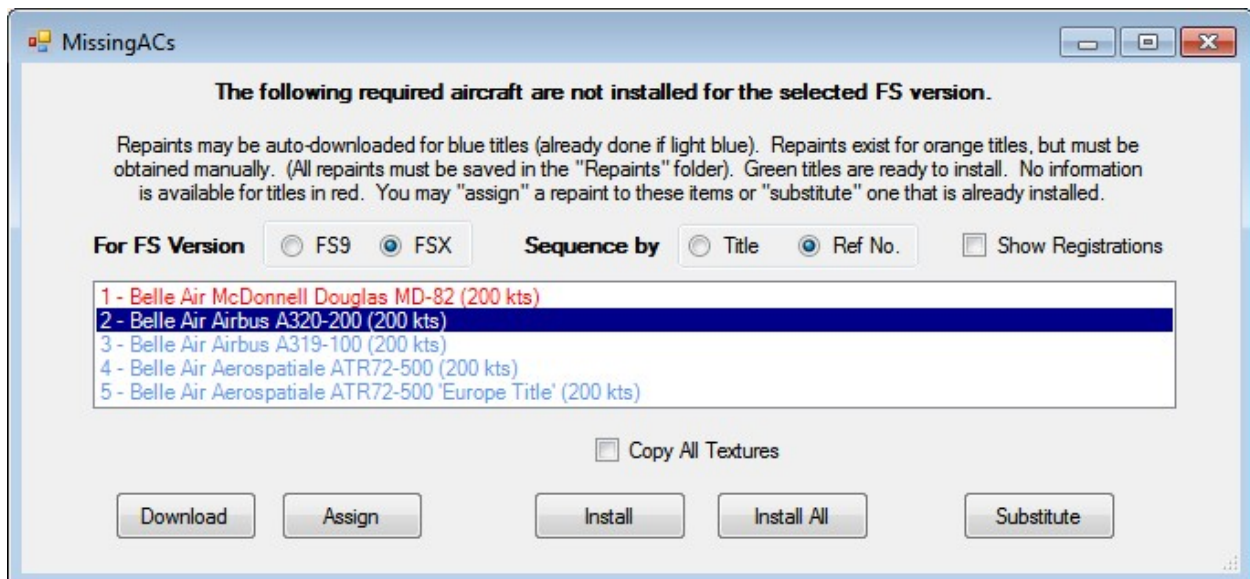 MissingACs
The following required aircraft are not installed for the selected FS version.
Repaints may be auto-downloaded for blue titles (already done if light blue).  Repaints exist for orange titles, but must be
obtained manually.  (All repaints must be saved in the "Repaints" folder).  Green titles are ready to install.  No information
is available for titles in red.  You may "assign" a repaint to these items or "substitute" one that is already installed.
For FS Version FS9 FSX Sequence by Title Ref No. Show Registrations
1 - Belle Air McDonnell Douglas MD-82 (200 kts)
2 - Belle Air Airbus A320-200 (200 kts)
3 - Belle Air Airbus A319-100 (200 kts)
4 - Belle Air Aerospatiale ATR72-500 (200 kts)
5 - Belle Air Aerospatiale ATR72-500 'Europe Title' (200 kts)
Copy All Textures
Download Assign Install Install All Substitute